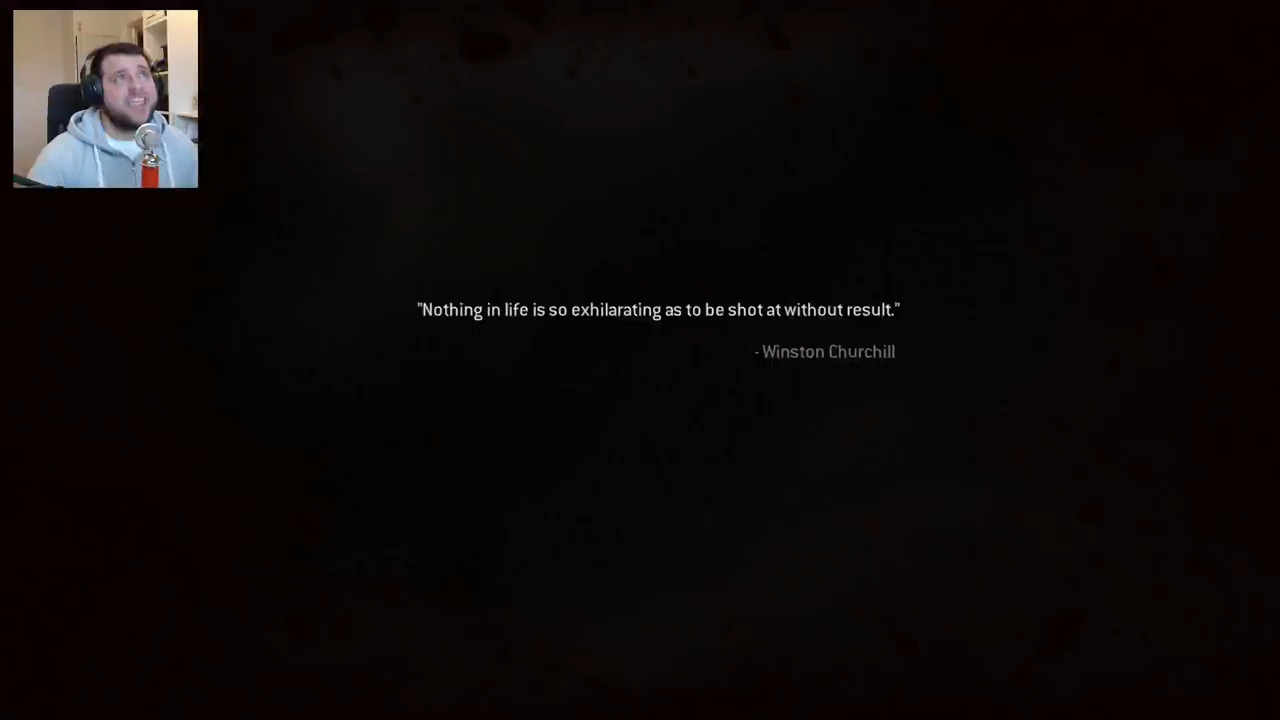 "Nothing in life is so exhilarating as to be shot at without result."
- Winston Churchill